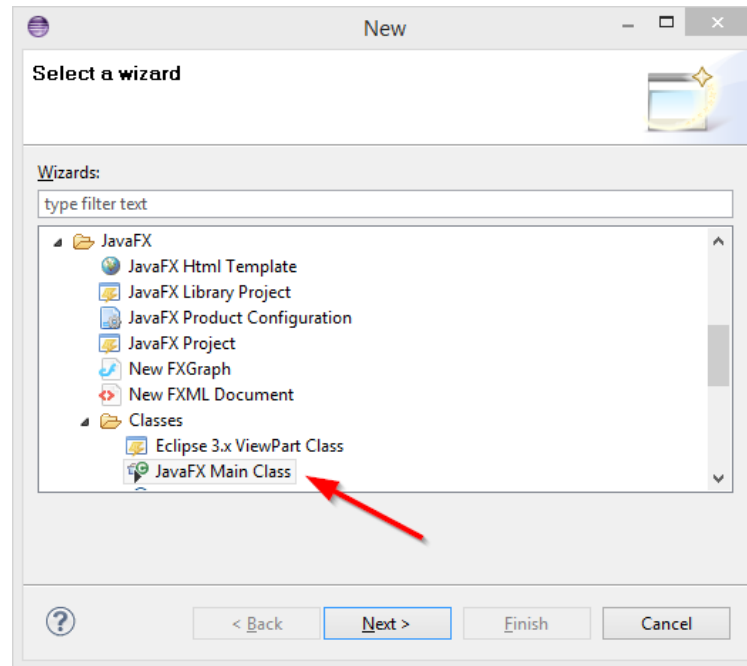 New
Select a wizard
Wizards:
type filter text
JavaFX
JavaFX Html Template
JavaFX Library Project
JavaFX Product Configuration
JavaFX Project
New FXGraph
New FXML Document
Classes
Eclipse 3.x ViewPart Class
JavaFX Main Class
? < Back Next > Finish Cancel